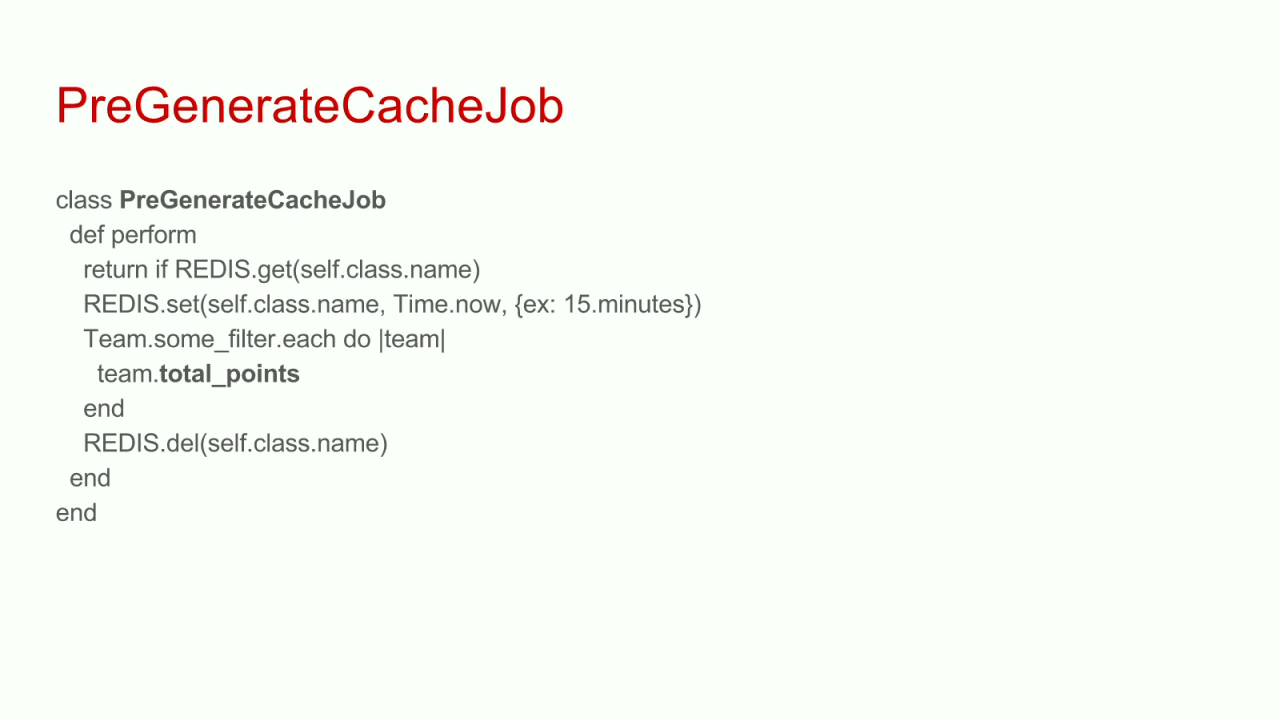 PreGenerateCacheJob
class PreGenerateCacheJob
def perform
return if REDIS.get(self.class.name)
REDIS.set(self.class.name, Time.now, {ex: 15.minutes})
Team.some_filter.each do |team|
team.total_points
end
REDIS.del(self.class.name)
end
end